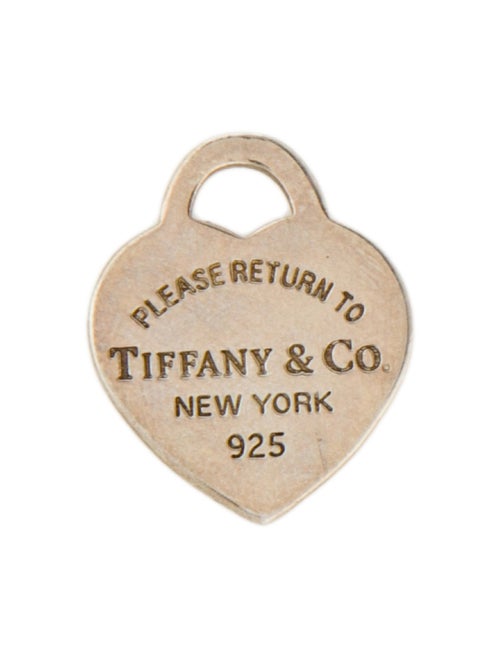 PLEASE RETURN TO
TIFFANY & CO.
NEW YORK
925